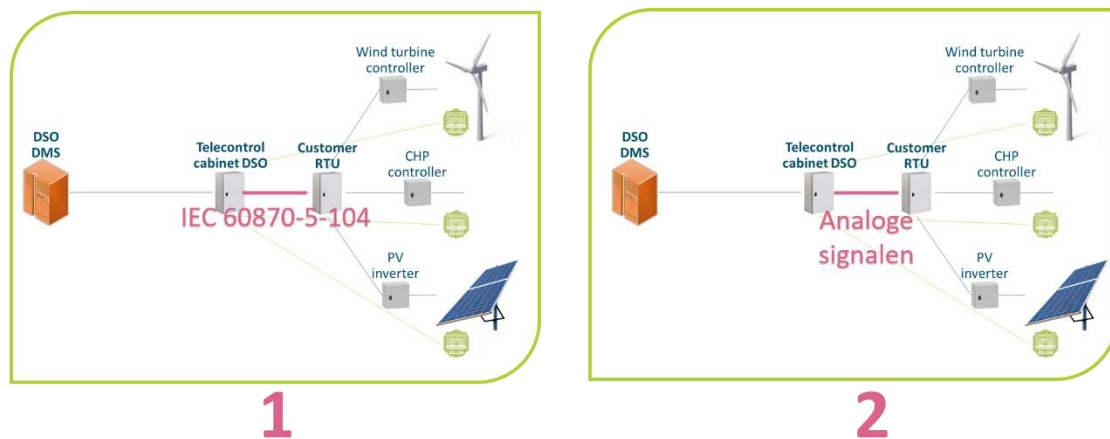 Wind turbine
controller
DSO
DMS
Telecontrol
cabinet DSO
Customer
RTU
CHP
controller
IEC 60870-5-104
PV
inverter
1
Wind turbine
controller
DSO
DMS
Telecontrol
cabinet DSO
Customer
RTU
CHP
controller
Analoge
signalen
PV
inverter
2